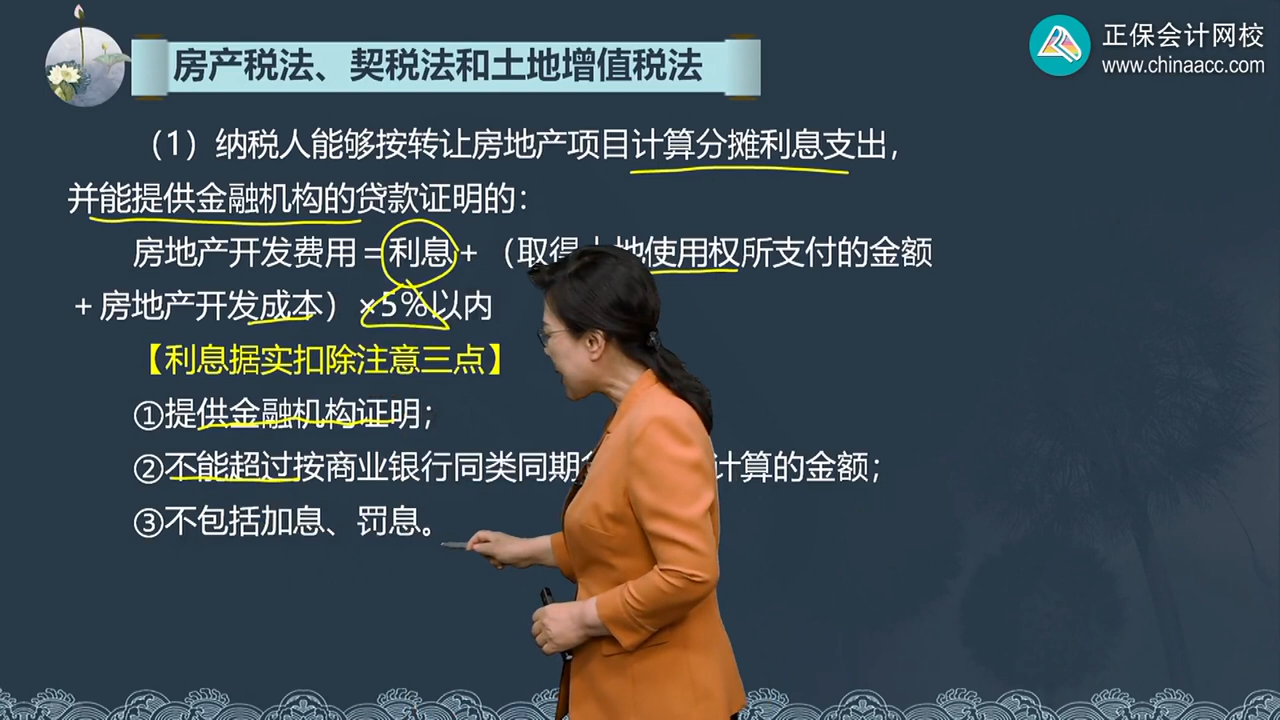 房产税法、契税法和土地增值税法
正保会计网校
www.chinaacc.com
（1）纳税人能够按转让房地产项目计算分摊利息支出，
并能提供金融机构的贷款证明的：
房地产开发费用＝利息＋（取得土地使用权所支付的金额
＋房地产开发成本）×5%以内
【利息据实扣除注意三点】
①提供金融机构证明；
②不能超过按商业银行同类同期 计算的金额；
③不包括加息、罚息。